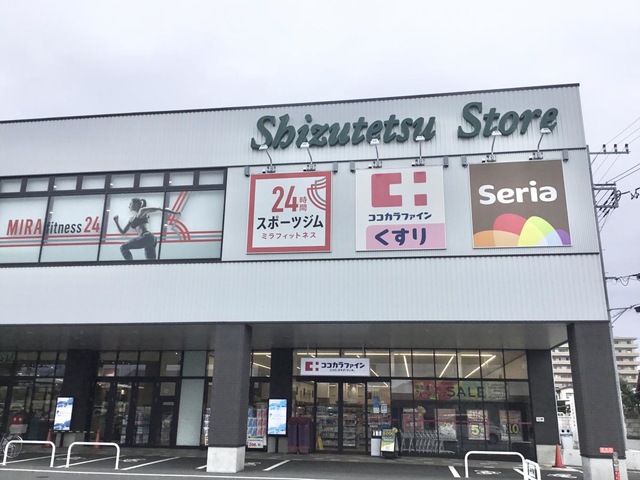 Shizutetsu Store
MIRA fitness 24
24時間
スポーツジム
ミラフィットネス
ココカラファイン
くすり
Seria
ココカラファイン
SALE